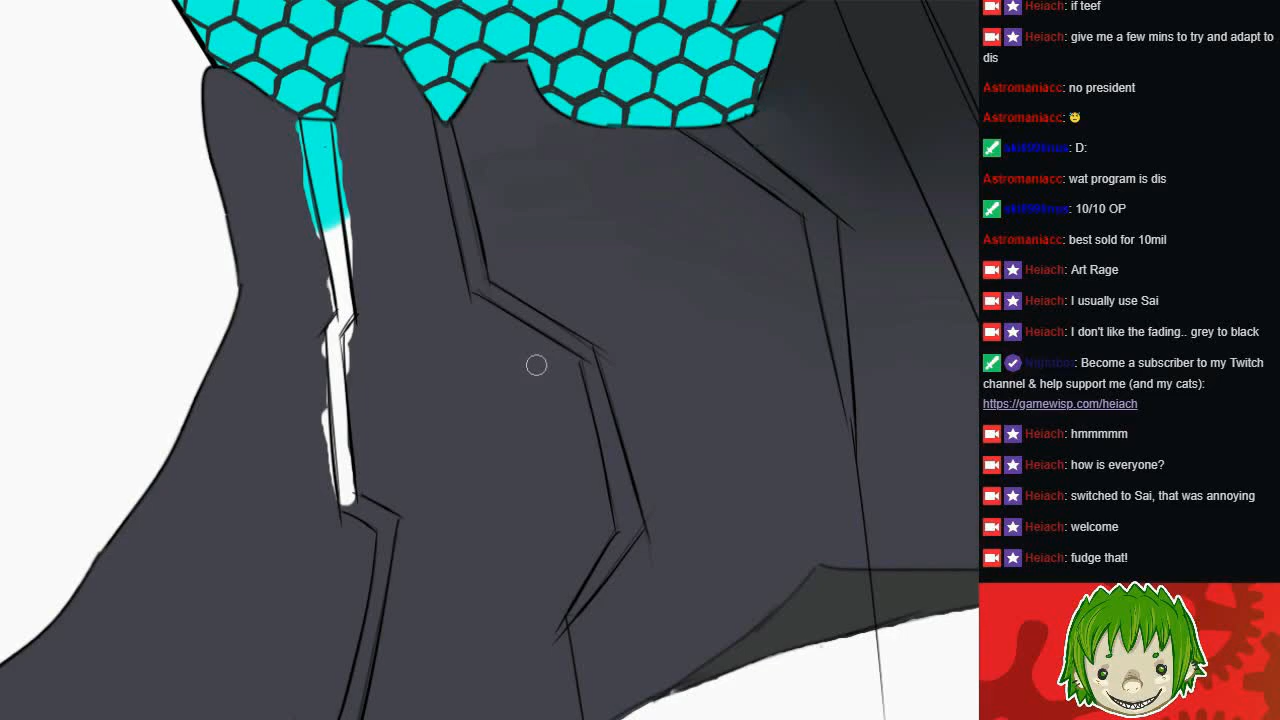 Heiach: if teef
Heiach: give me a few mins to try and adapt to
dis
Astromaniacc: no president
Astromaniacc:
: D:
Astromaniacc: wat program is dis
: 10/10 OP
Astromaniacc: best sold for 10mil
Heiach: Art Rage
Heiach: I usually use Sai
Heiach: I don't like the fading.. grey to black
Nightbot: Become a subscriber to my Twitch
channel & help support me (and my cats):
https://gamewisp.com/heiach
Heiach: hmmmmm
Heiach: how is everyone?
Heiach: switched to Sai, that was annoying
Heiach: welcome
Heiach: fudge that!